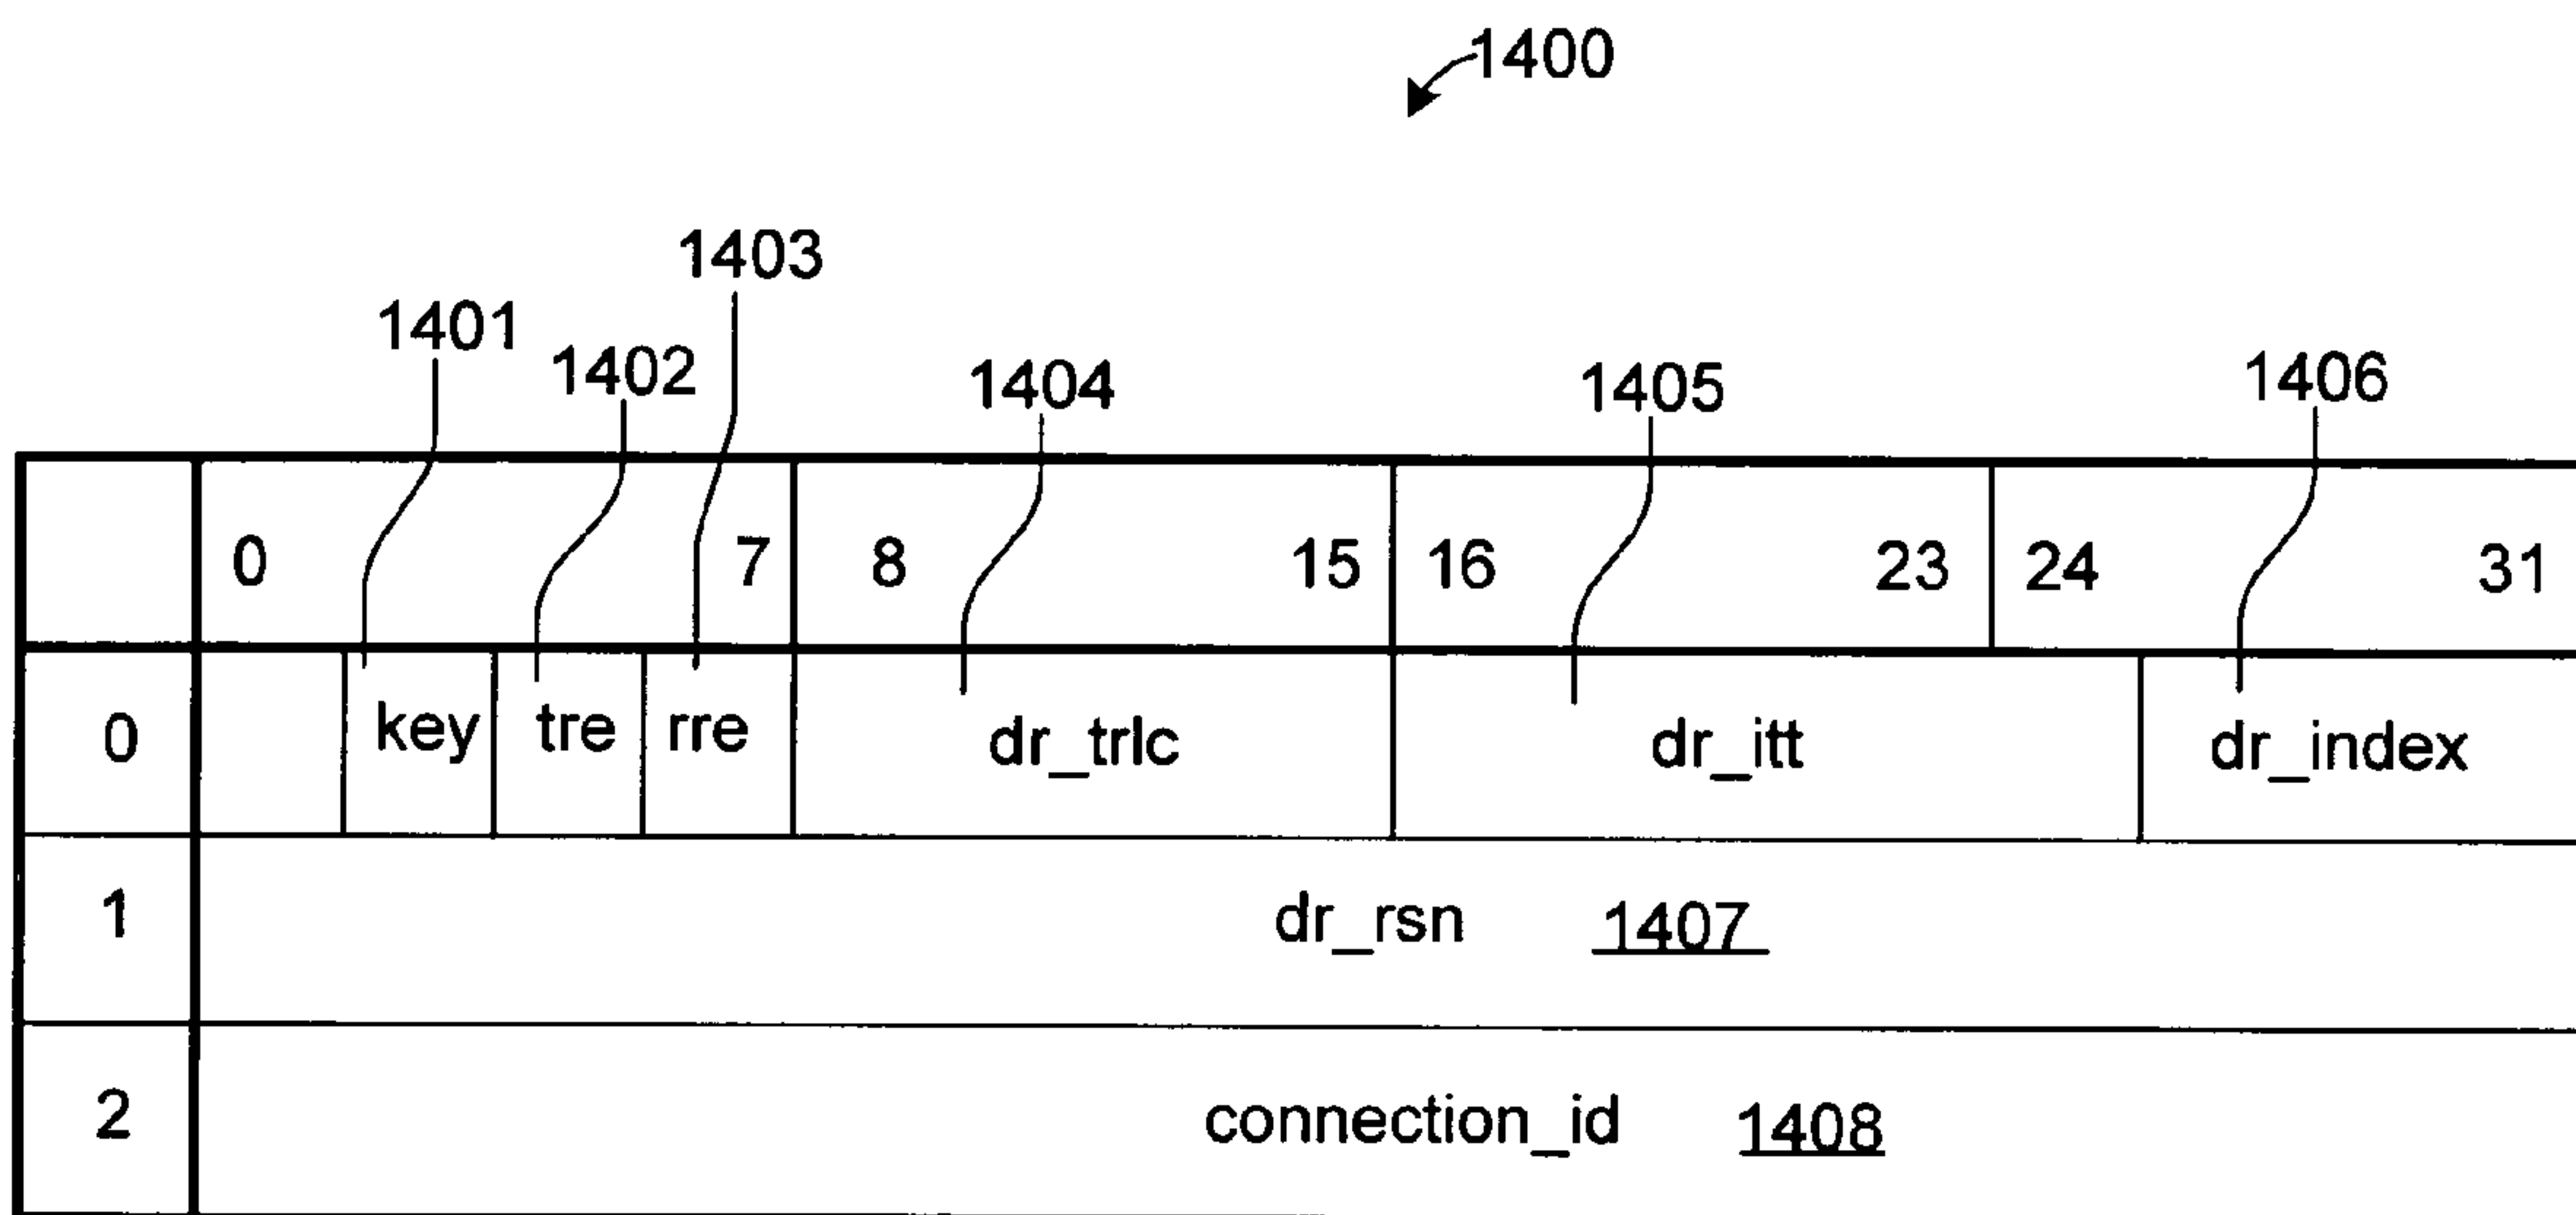 1400
1403
1401
1402
1404
1405
1406
0 7 8 15 16 23 24 31
0 key tre rre dr_trlc dr_itt dr_index
1 dr_rsn 1407
2 connection_id 1408